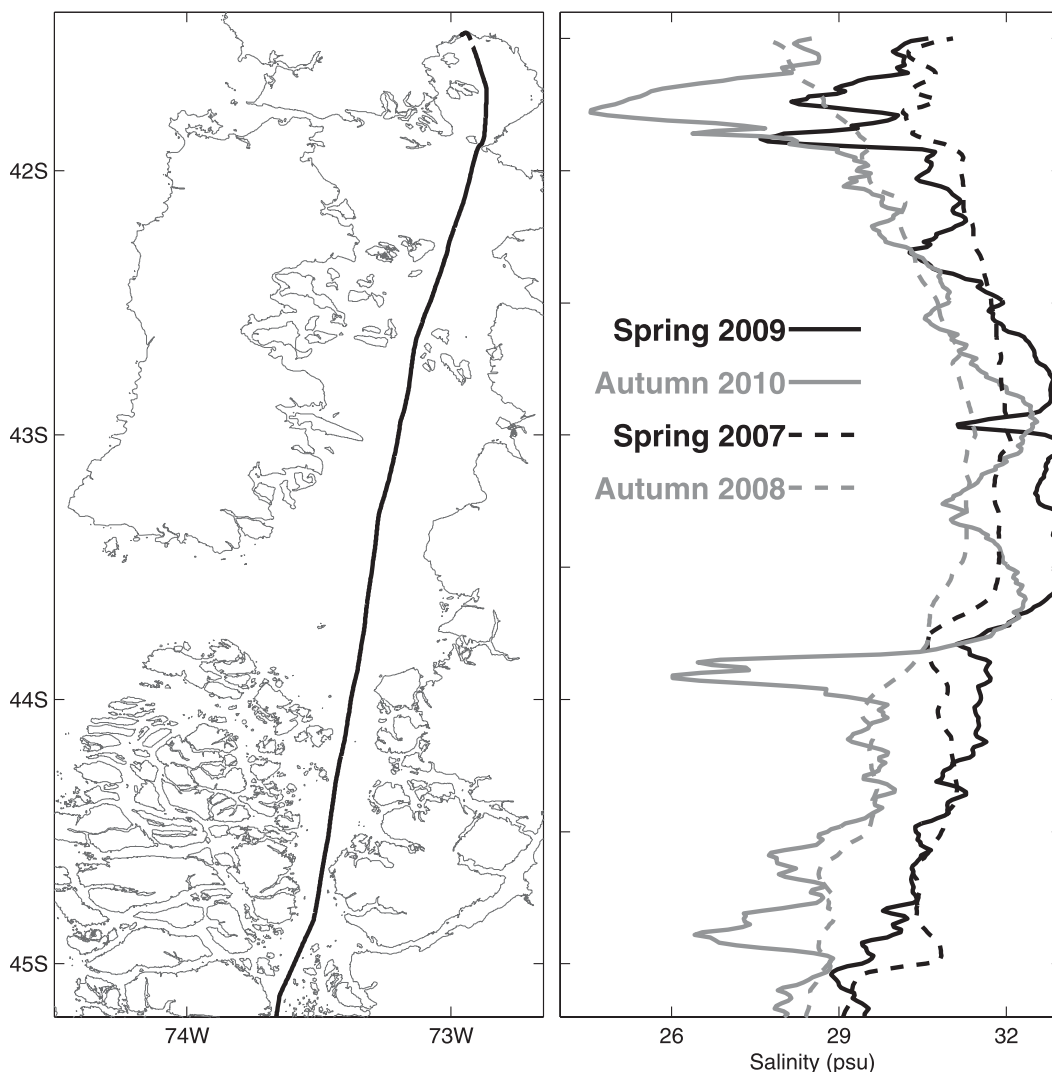 42S
43S
44S
45S
74W
73W
Spring 2009
Autumn 2010
Spring 2007
Autumn 2008
26
29
32
Salinity (psu)